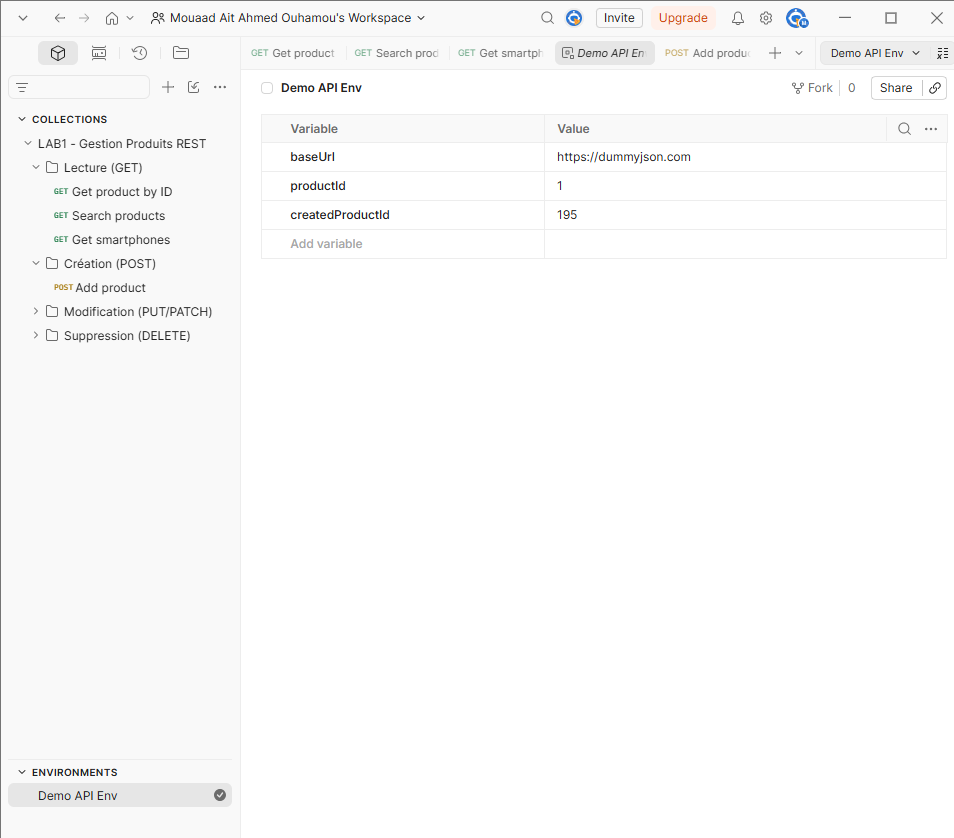 Mouaad Ait Ahmed Ouhamou's Workspace
Invite
Upgrade
GET Get product
GET Search prod
GET Get smartph
Demo API En
POST Add produc
Demo API Env
Demo API Env
Fork 0
Share
COLLECTIONS
LAB1 - Gestion Produits REST
Lecture (GET)
GET Get product by ID
GET Search products
GET Get smartphones
Création (POST)
POST Add product
Modification (PUT/PATCH)
Suppression (DELETE)
Variable Value
baseUrl https://dummyjson.com
productId 1
createdProductId 195
Add variable
ENVIRONMENTS
Demo API Env